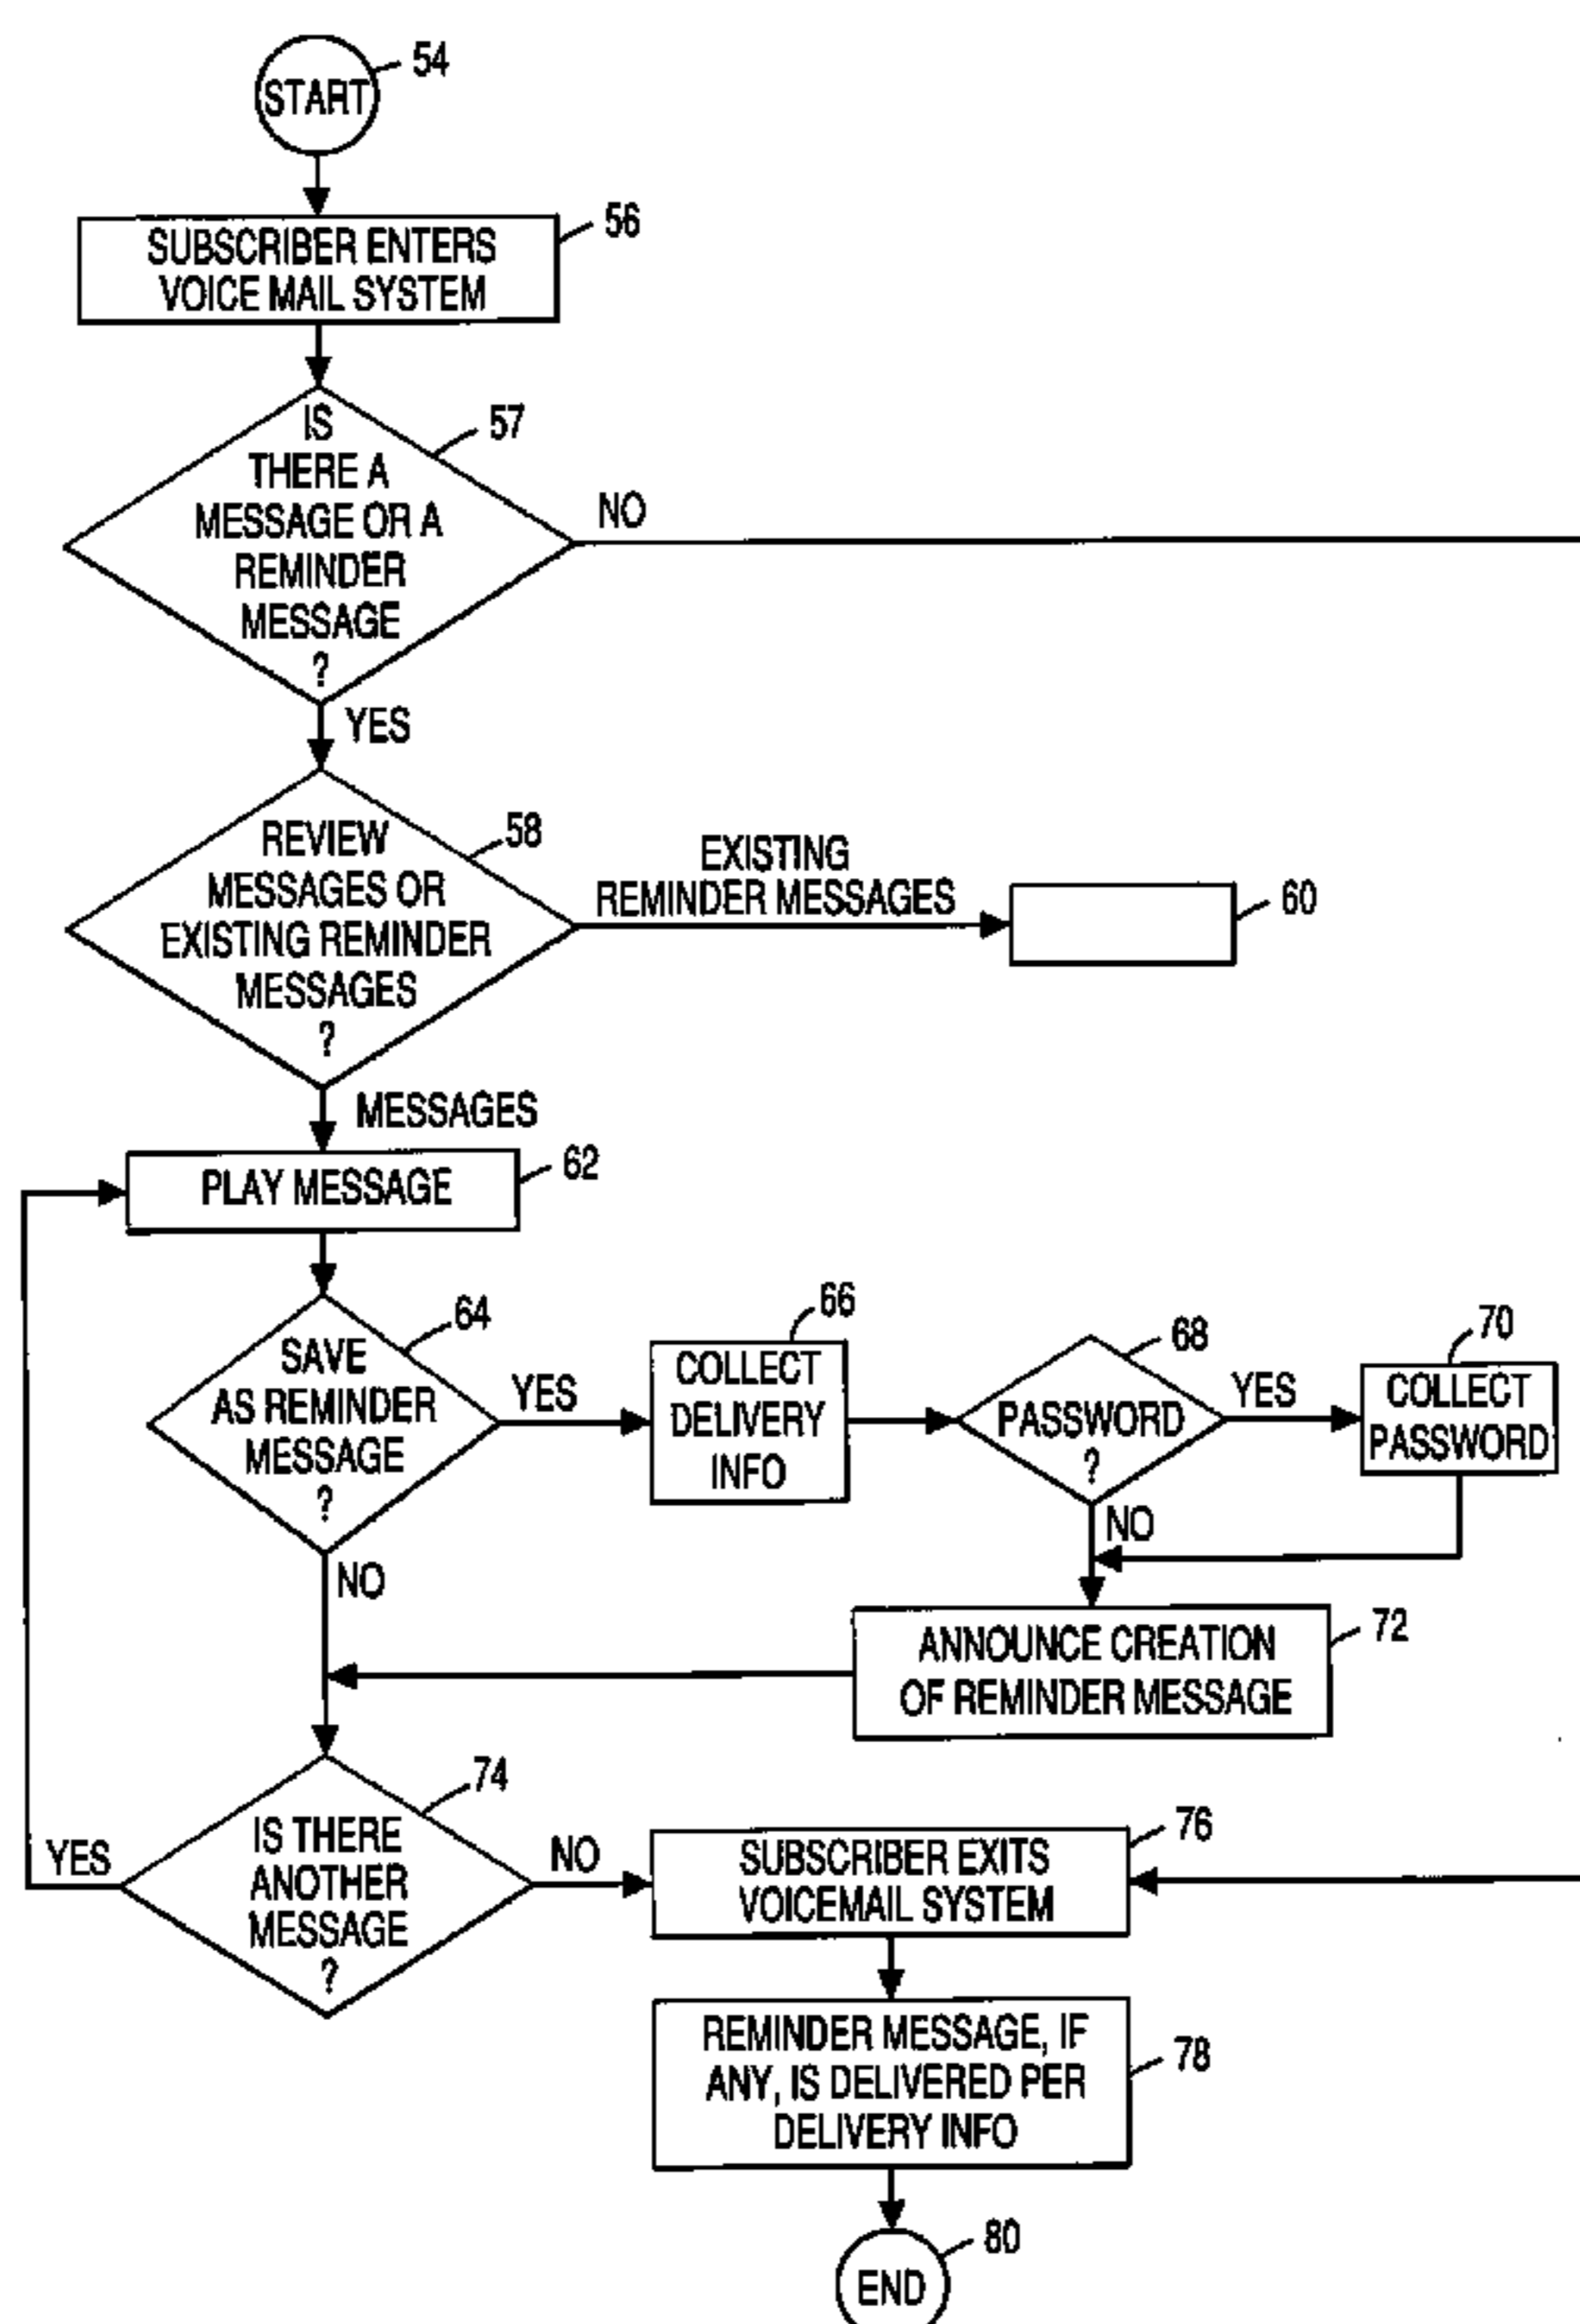 54
START
56
SUBSCRIBER ENTERS
VOICE MAIL SYSTEM
57
IS
THERE A
MESSAGE OR A
REMINDER
MESSAGE
?
NO
YES
58
REVIEW
MESSAGES OR
EXISTING REMINDER
MESSAGES
?
EXISTING
REMINDER MESSAGES
60
MESSAGES
62
PLAY MESSAGE
64
SAVE
AS REMINDER
MESSAGE
?
YES
66
COLLECT
DELIVERY
INFO
68
PASSWORD
?
YES
70
COLLECT
PASSWORD
NO
NO
72
ANNOUNCE CREATION
OF REMINDER MESSAGE
74
IS THERE
ANOTHER
MESSAGE
?
YES
NO
76
SUBSCRIBER EXITS
VOICEMAIL SYSTEM
78
REMINDER MESSAGE, IF
ANY, IS DELIVERED PER
DELIVERY INFO
80
END